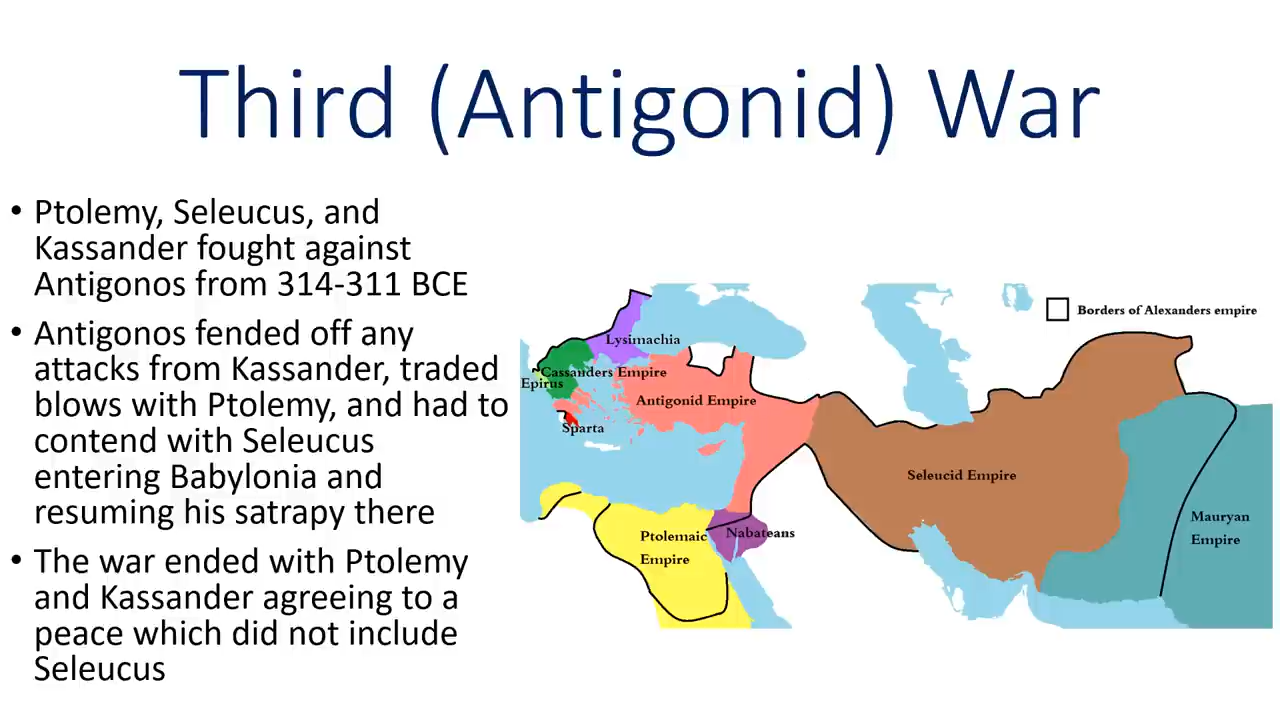 Third (Antigonid) War
• Ptolemy, Seleucus, and
Kassander fought against
Antigonos from 314-311 BCE
• Antigonos fended off any
attacks from Kassander, traded
blows with Ptolemy, and had to
contend with Seleucus
entering Babylonia and
resuming his satrapy there
• The war ended with Ptolemy
and Kassander agreeing to a
peace which did not include
Seleucus
Borders of Alexanders empire
Lysimachia
Cassanders Empire
Epirus
Antigonid Empire
Sparta
Seleucid Empire
Mauryan
Empire
Ptolemaic
Empire
Nabateans